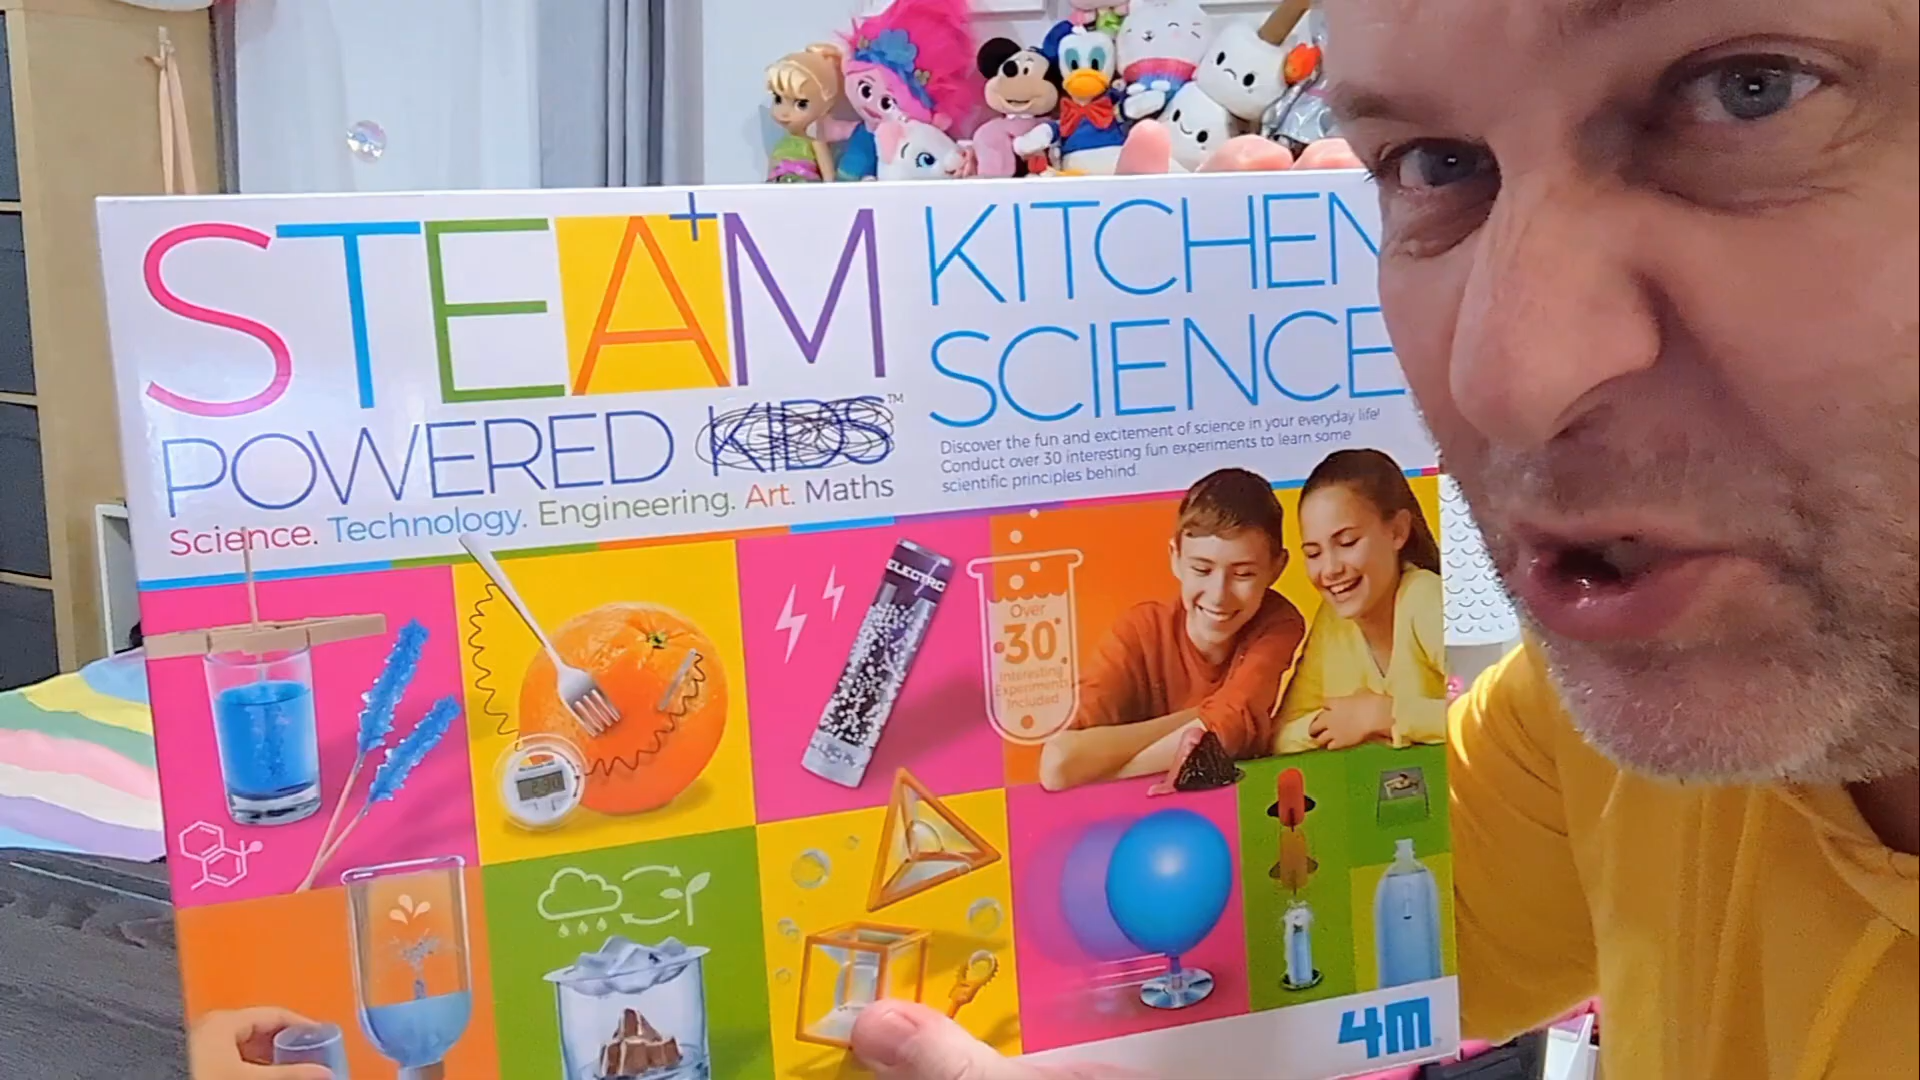 STEA+M
POWERED KIDS™
Science. Technology. Engineering. Art. Maths
KITCHEN
SCIENCE
Discover the fun and excitement of science in your everyday life!
Conduct over 30 interesting fun experiments to learn some
scientific principles behind.
ELECTRO
Over
30
Interesting
Experiments
Included
4M